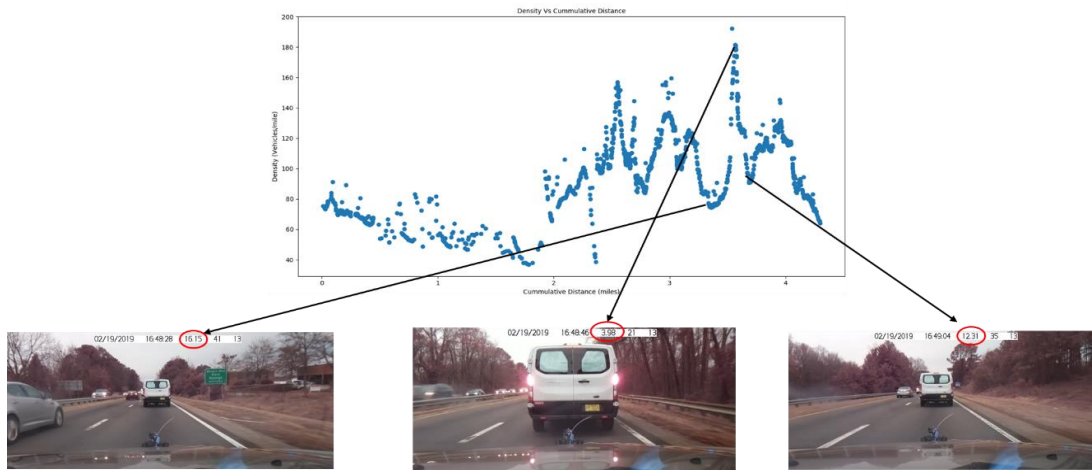 Density Vs Cummulative Distance
200
180
160
140
120
100
80
60
40
Density (Vehicles/mile)
0
1
2
3
4
Cummulative Distance (miles)
02/19/2019 16:48:28 16.15 41 13
02/19/2019 16:48:46 3.98 21 13
02/19/2019 16:49:04 12.31 35 13